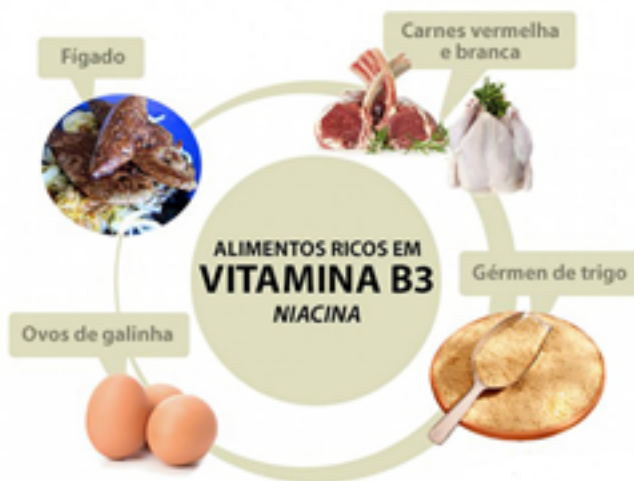 Fígado
Carnes vermelha
e branca
ALIMENTOS RICOS EM
VITAMINA B3
NIACINA
Gérmen de trigo
Ovos de galinha